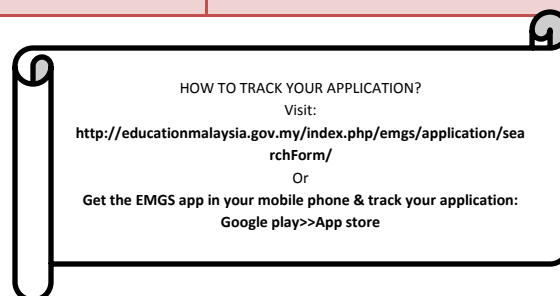 HOW TO TRACK YOUR APPLICATION?
Visit:
http://educationmalaysia.gov.my/index.php/emgs/application/sea
rchForm/
Or
Get the EMGS app in your mobile phone & track your application:
Google play>>App store